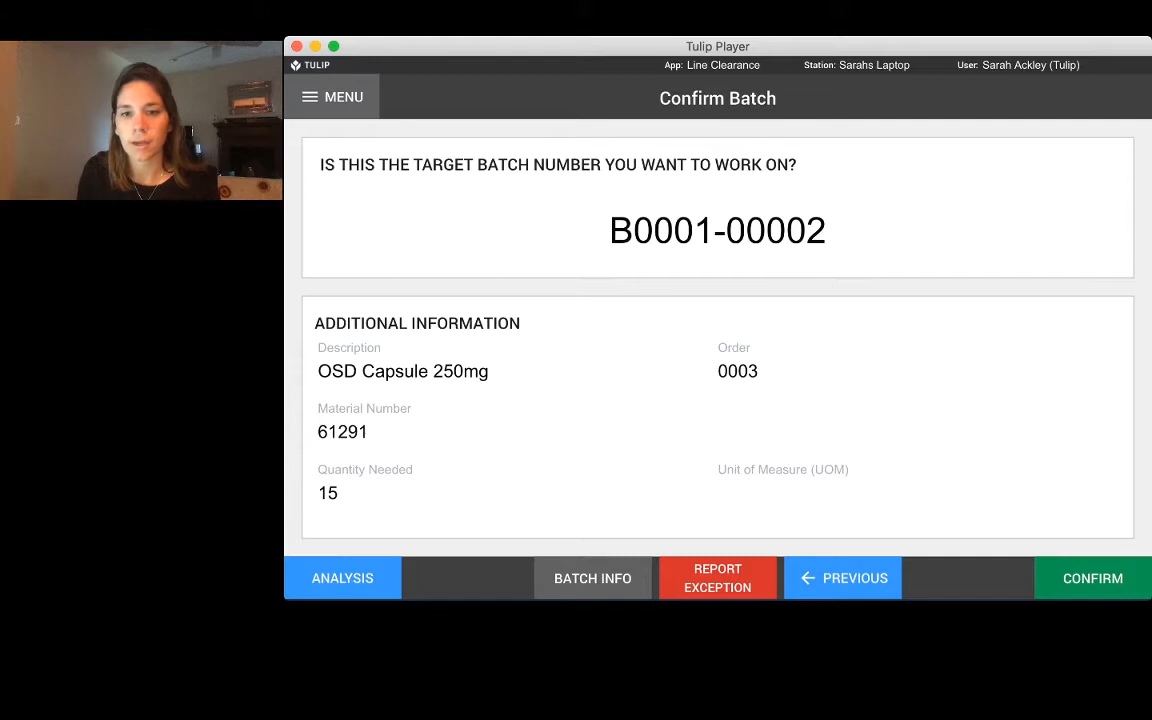 Tulip Player
TULIP
App: Line Clearance
Station: Sarahs Laptop
User: Sarah Ackley (Tulip)
MENU
Confirm Batch
IS THIS THE TARGET BATCH NUMBER YOU WANT TO WORK ON?
B0001-00002
ADDITIONAL INFORMATION
Description
Order
OSD Capsule 250mg
0003
Material Number
61291
Quantity Needed
Unit of Measure (UOM)
15
ANALYSIS
BATCH INFO
REPORT
EXCEPTION
PREVIOUS
CONFIRM